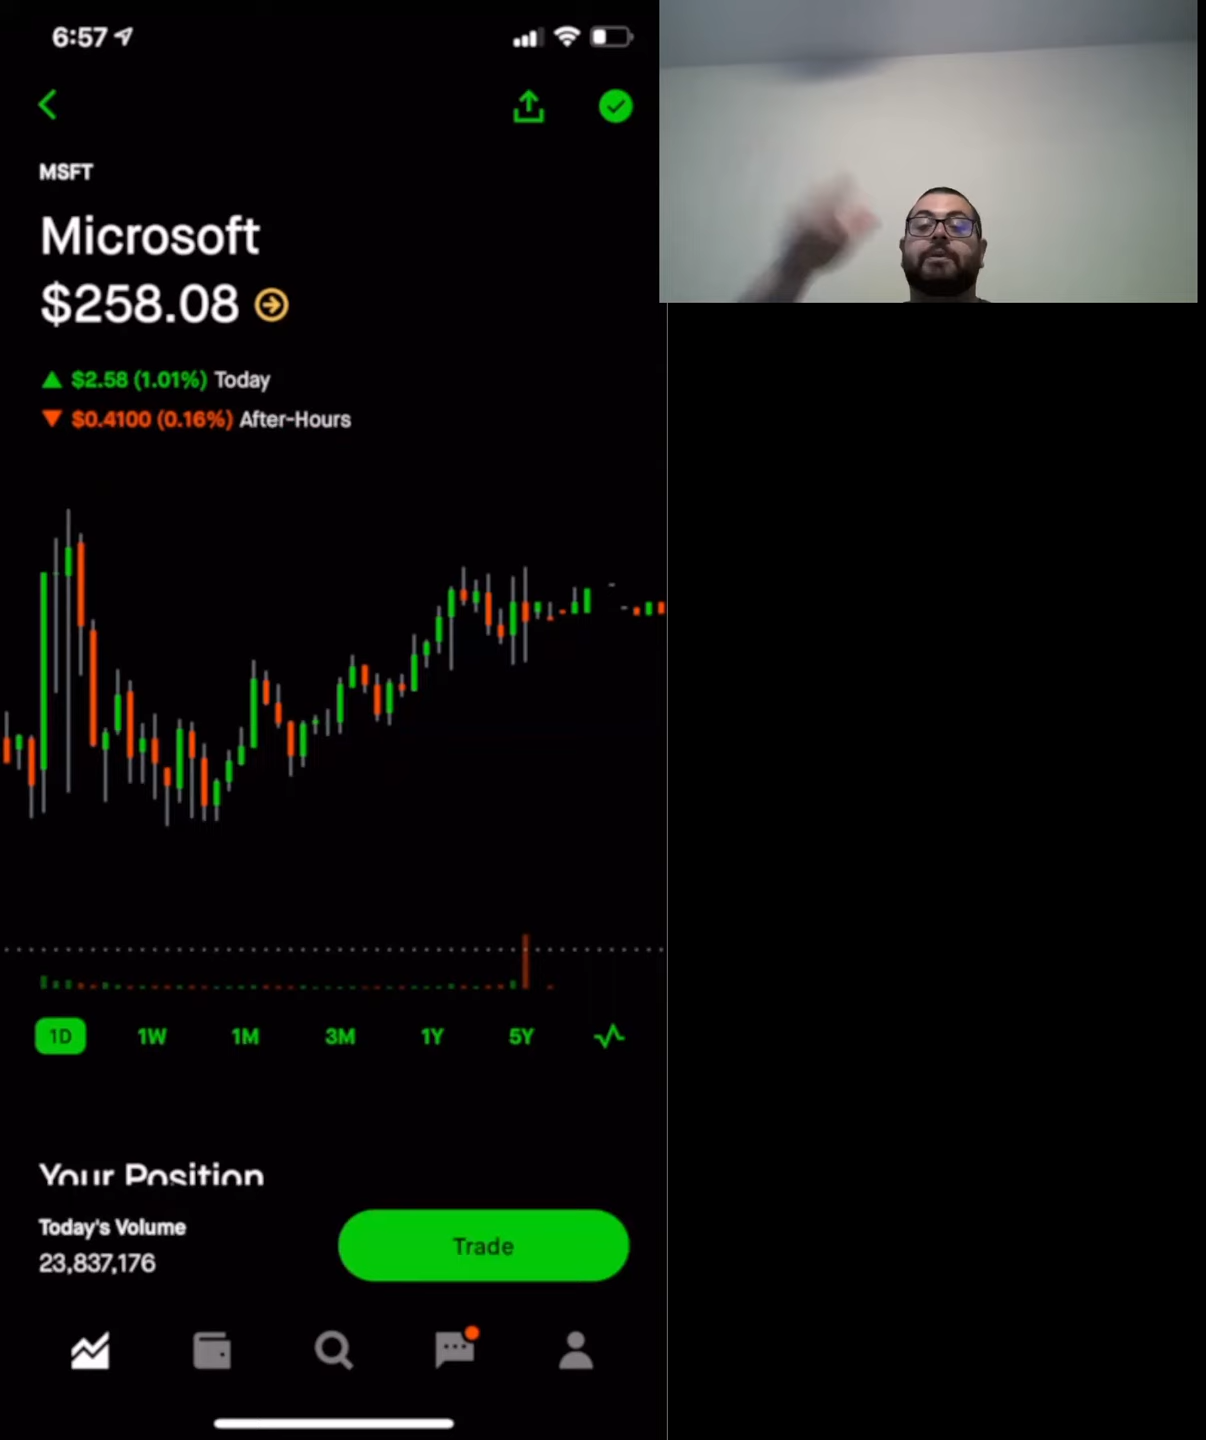 6:57
MSFT
Microsoft
$258.08
$2.58 (1.01%) Today
$0.4100 (0.16%) After-Hours
1D 1W 1M 3M 1Y 5Y
Your Position
Today's Volume
23,837,176
Trade